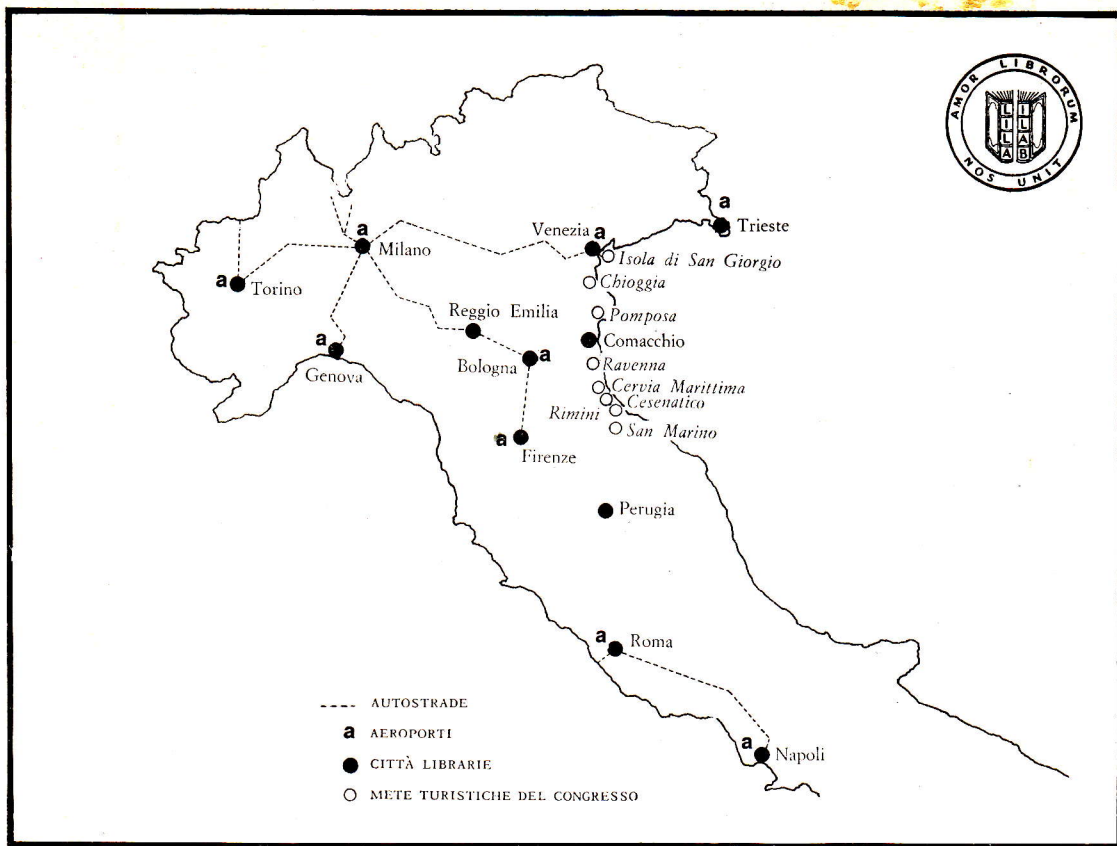 AMOR LIBRORUM
NOS UNIT
LILA
ILAB
a
Trieste
Venezia a
Isola di San Giorgio
a
Milano
Chioggia
a
Torino
Pomposa
Reggio Emilia
Comacchio
a
Genova
Bologna
a
Ravenna
Cervia Marittima
Cesenatico
Rimini
San Marino
a
Firenze
Perugia
a
Roma
a
Napoli
AUTOSTRADE
a AEROPORTI
CITTÀ LIBRARIE
METE TURISTICHE DEL CONGRESSO